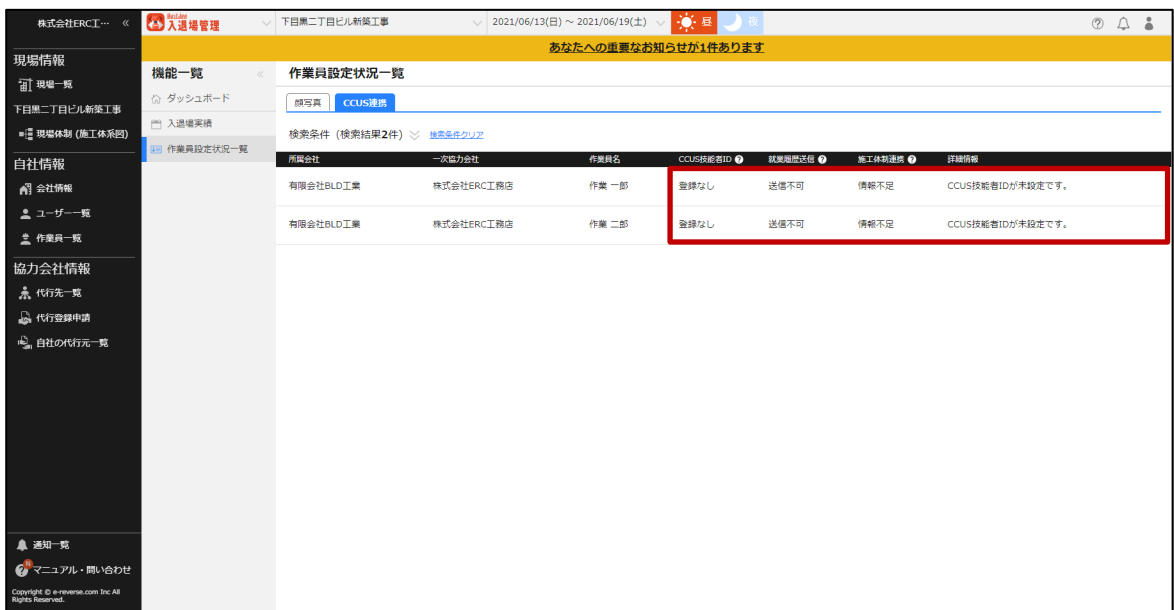 株式会社ERC工… «
現場情報
現場一覧
下目黒二丁目ビル新築工事
現場体制 (施工体系図)
自社情報
会社情報
ユーザー一覧
作業員一覧
協力会社情報
代行先一覧
代行登録申請
自社の代行元一覧
通知一覧
マニュアル・問い合わせ
Copyright © e-reverse.com Inc All
Rights Reserved.
入退場管理 下目黒二丁目ビル新築工事 2021/06/13(日) ～ 2021/06/19(土) 昼 夜
あなたへの重要なお知らせが1件あります
機能一覧 «
ダッシュボード
入退場実績
作業員設定状況一覧
作業員設定状況一覧
顔写真 CCUS連携
検索条件 (検索結果2件) 検索条件クリア
所属会社 一次協力会社 作業員名 CCUS技能者ID ? 就業履歴送信 ? 施工体制連携 ? 詳細情報
有限会社BLD工業 株式会社ERC工務店 作業 一郎 登録なし 送信不可 情報不足 CCUS技能者IDが未設定です。
有限会社BLD工業 株式会社ERC工務店 作業 二郎 登録なし 送信不可 情報不足 CCUS技能者IDが未設定です。